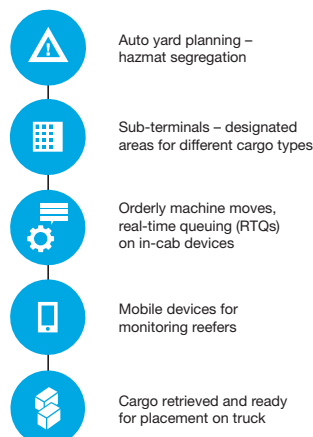 Auto yard planning –
hazmat segregation
Sub-terminals – designated
areas for different cargo types
Orderly machine moves,
real-time queuing (RTQs)
on in-cab devices
Mobile devices for
monitoring reefers
Cargo retrieved and ready
for placement on truck